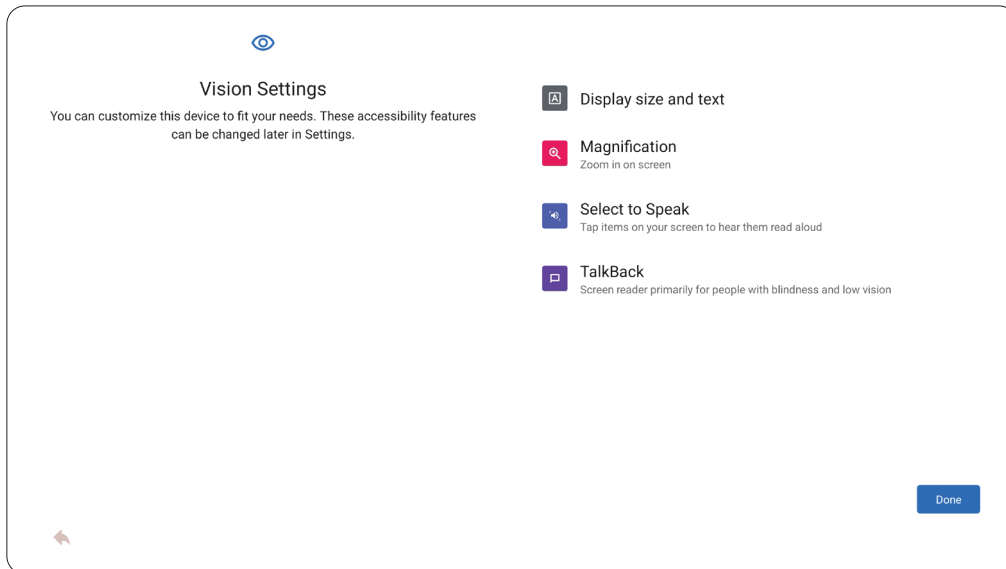 Vision Settings
You can customize this device to fit your needs. These accessibility features
can be changed later in Settings.
Display size and text
Magnification
Zoom in on screen
Select to Speak
Tap items on your screen to hear them read aloud
TalkBack
Screen reader primarily for people with blindness and low vision
Done